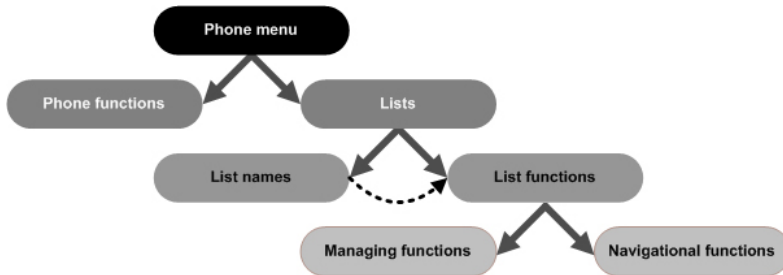 Phone menu
Phone functions
Lists
List names
List functions
Managing functions
Navigational functions